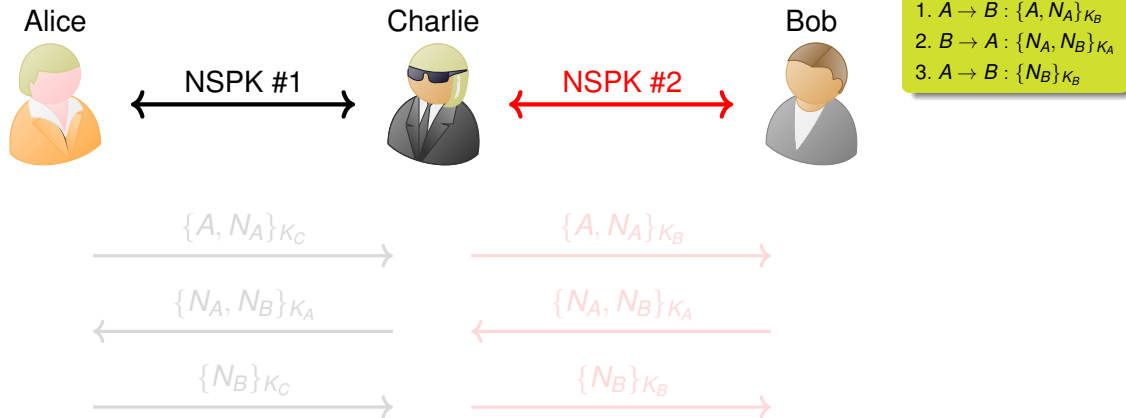 Alice Charlie Bob
NSPK #1 NSPK #2
1. A → B : {A, N_A}_{K_B}
2. B → A : {N_A, N_B}_{K_A}
3. A → B : {N_B}_{K_B}
{A, N_A}_{K_C} {A, N_A}_{K_B}
{N_A, N_B}_{K_A} {N_A, N_B}_{K_A}
{N_B}_{K_C} {N_B}_{K_B}